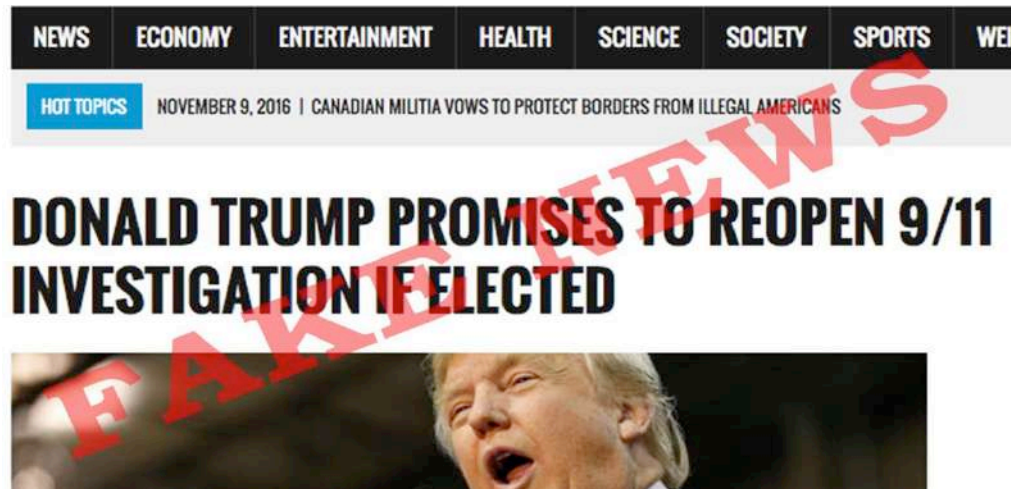 NEWS ECONOMY ENTERTAINMENT HEALTH SCIENCE SOCIETY SPORTS
HOT TOPICS NOVEMBER 9, 2016 | CANADIAN MILITIA VOWS TO PROTECT BORDERS FROM ILLEGAL AMERICANS
DONALD TRUMP PROMISES TO REOPEN 9/11
INVESTIGATION IF ELECTED
FAKE NEWS